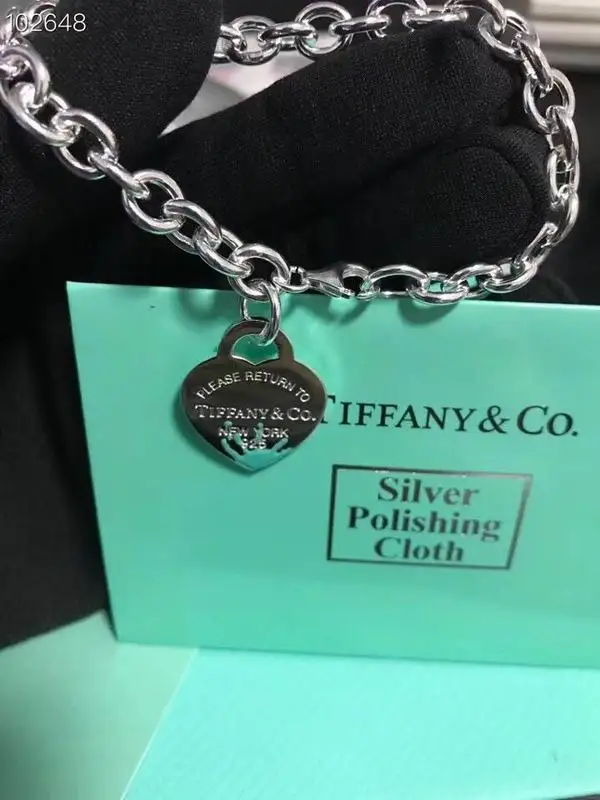 102648
PLEASE RETURN TO
TIFFANY & CO.
NEW YORK
925
TIFFANY & CO.
Silver
Polishing
Cloth